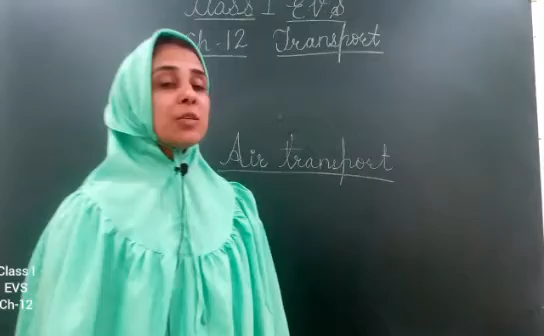 Class I EVS
Ch-12 Transport
Air transport
Class I
EVS
Ch-12